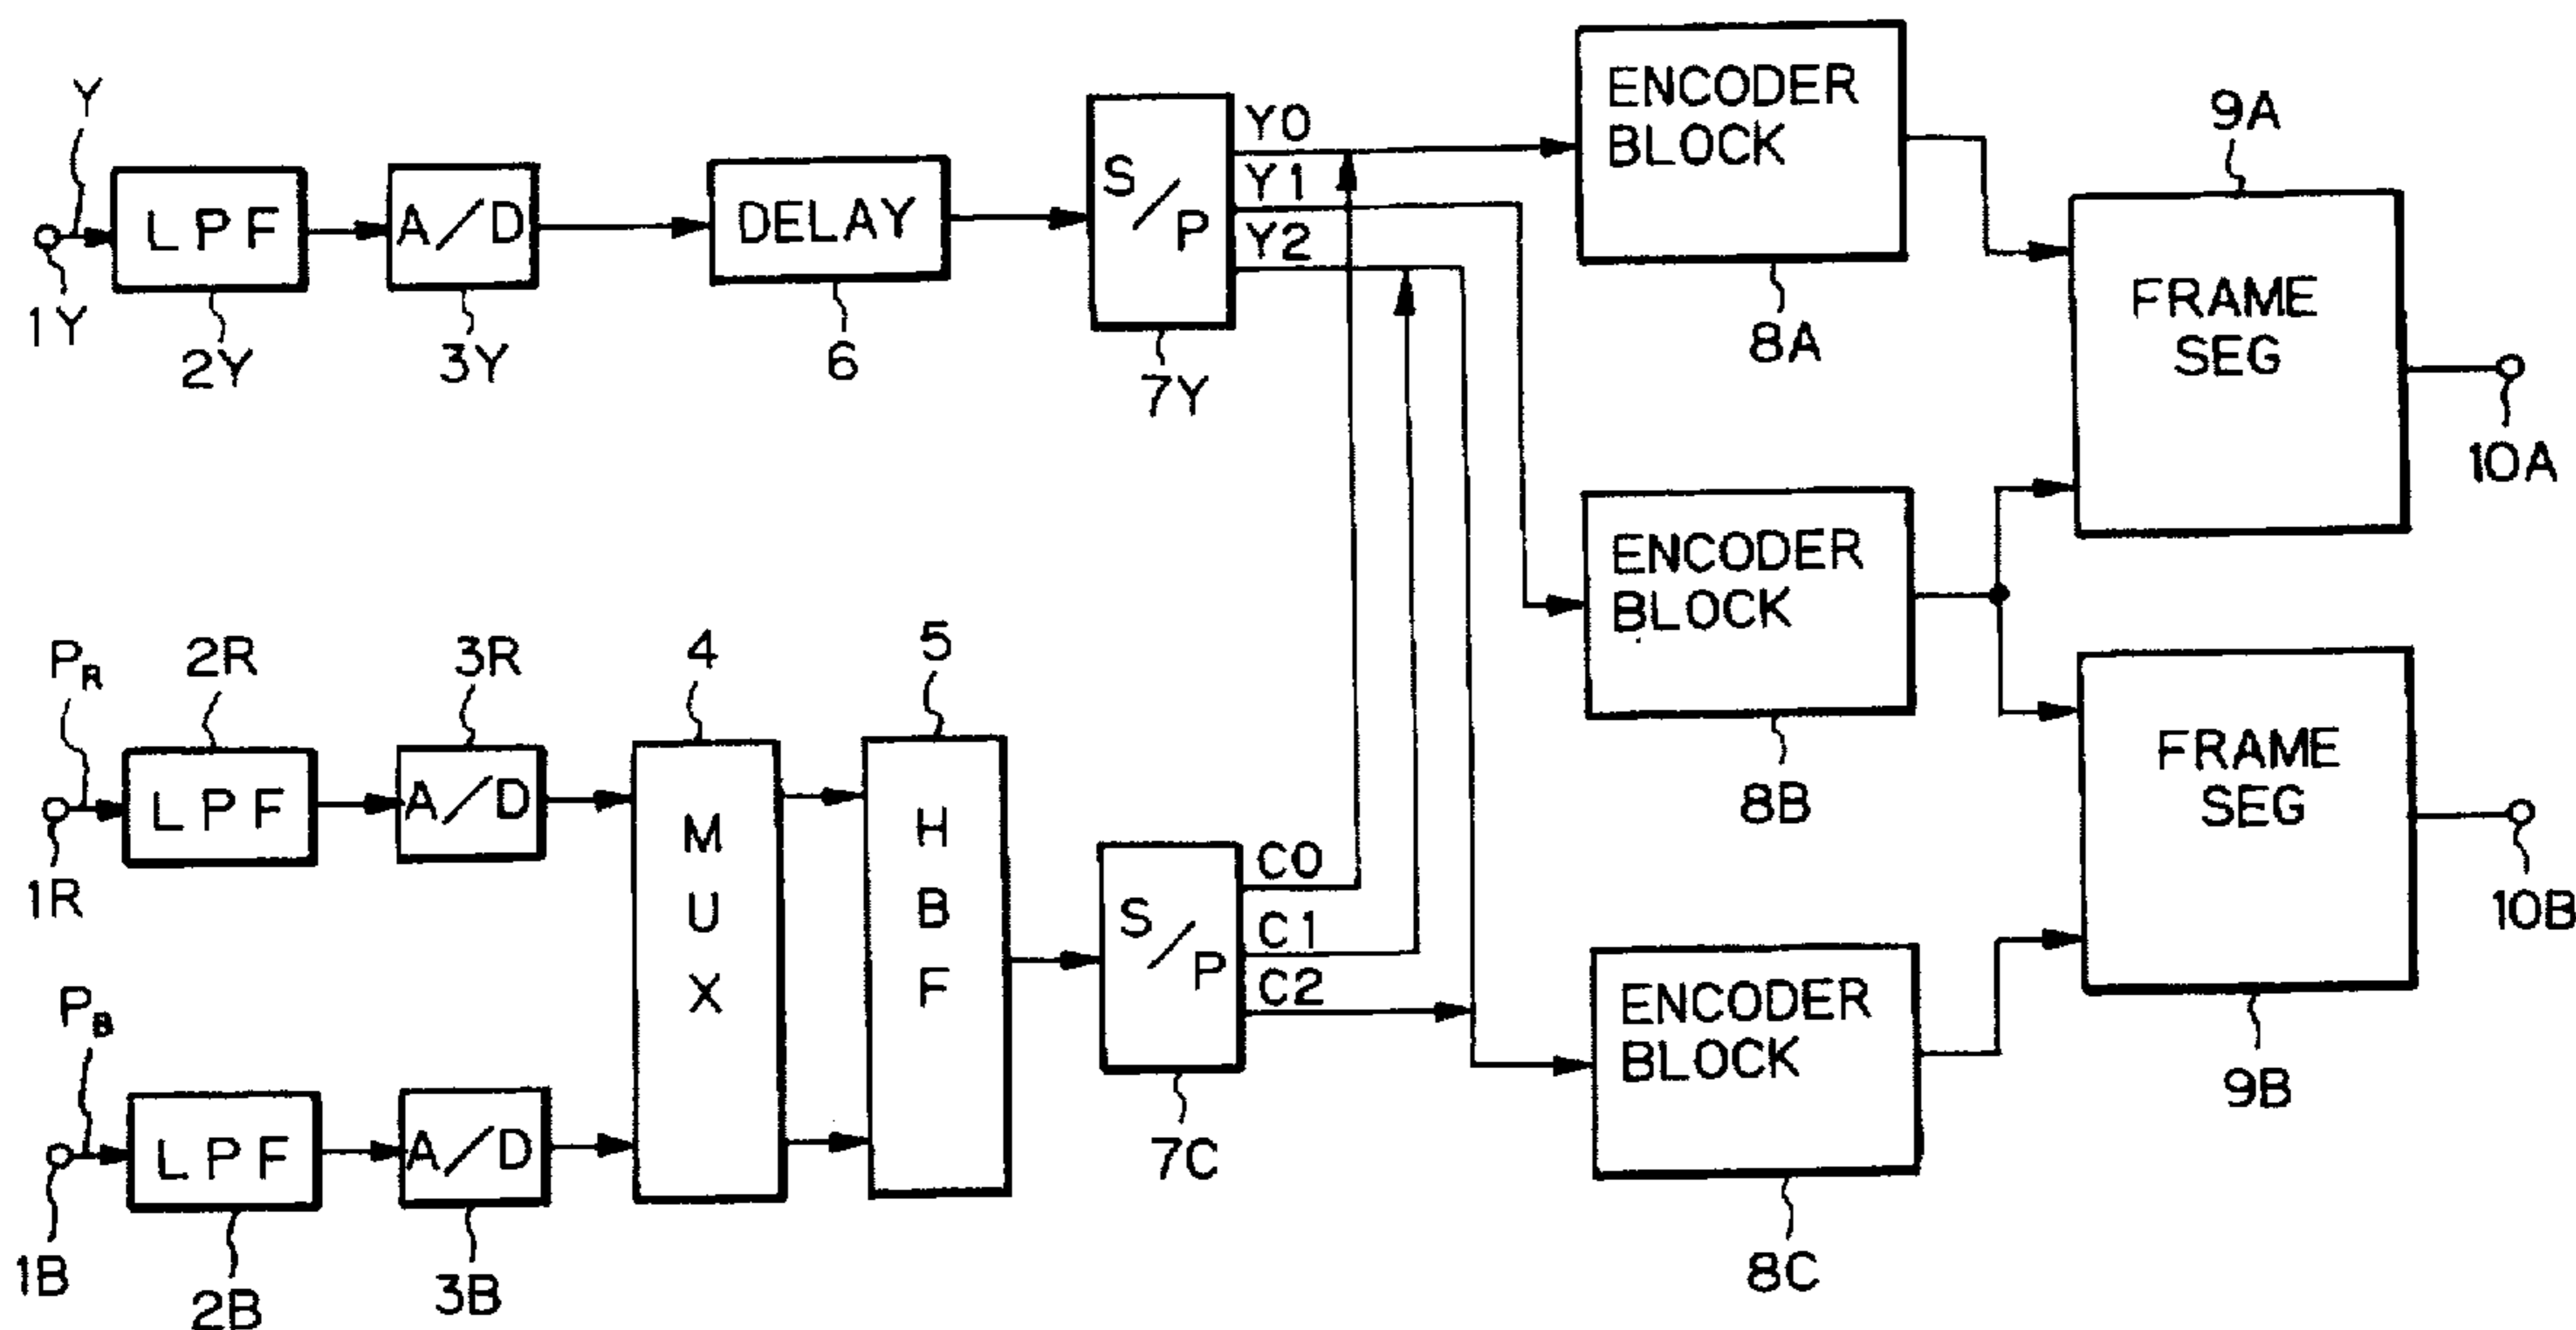 Y
LPF
A/D
DELAY
S/P
Y0
Y1
Y2
ENCODER
BLOCK
9A
FRAME
SEG
1Y
2Y
3Y
6
7Y
8A
10A
ENCODER
BLOCK
8B
PR
2R
3R
4
5
LPF
A/D
MUX
HBF
1R
S/P
C0
C1
C2
FRAME
SEG
10B
9B
PB
LPF
A/D
1B
2B
3B
7C
ENCODER
BLOCK
8C